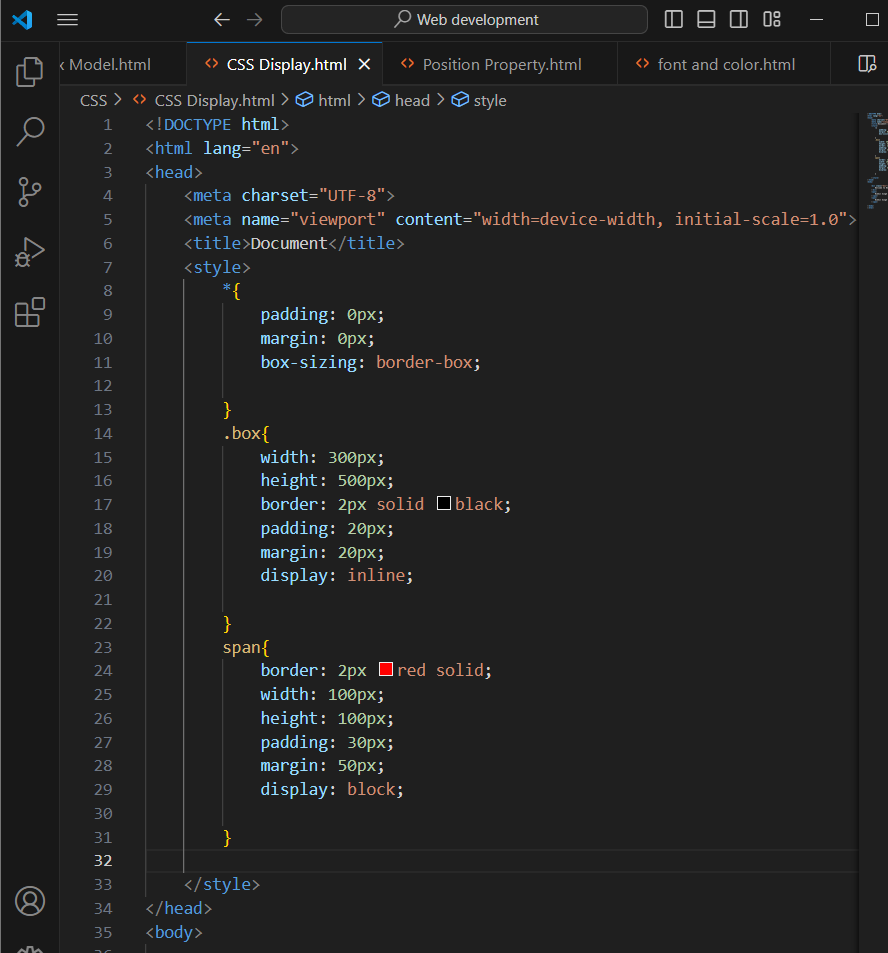 Web development
Model.html
CSS Display.html
Position Property.html
font and color.html
CSS > CSS Display.html > html > head > style
1 <!DOCTYPE html>
2 <html lang="en">
3 <head>
4 <meta charset="UTF-8">
5 <meta name="viewport" content="width=device-width, initial-scale=1.0">
6 <title>Document</title>
7 <style>
8 *{
9 padding: 0px;
10 margin: 0px;
11 box-sizing: border-box;
12
13 }
14 .box{
15 width: 300px;
16 height: 500px;
17 border: 2px solid black;
18 padding: 20px;
19 margin: 20px;
20 display: inline;
21
22 }
23 span{
24 border: 2px red solid;
25 width: 100px;
26 height: 100px;
27 padding: 30px;
28 margin: 50px;
29 display: block;
30
31 }
32
33 </style>
34 </head>
35 <body>